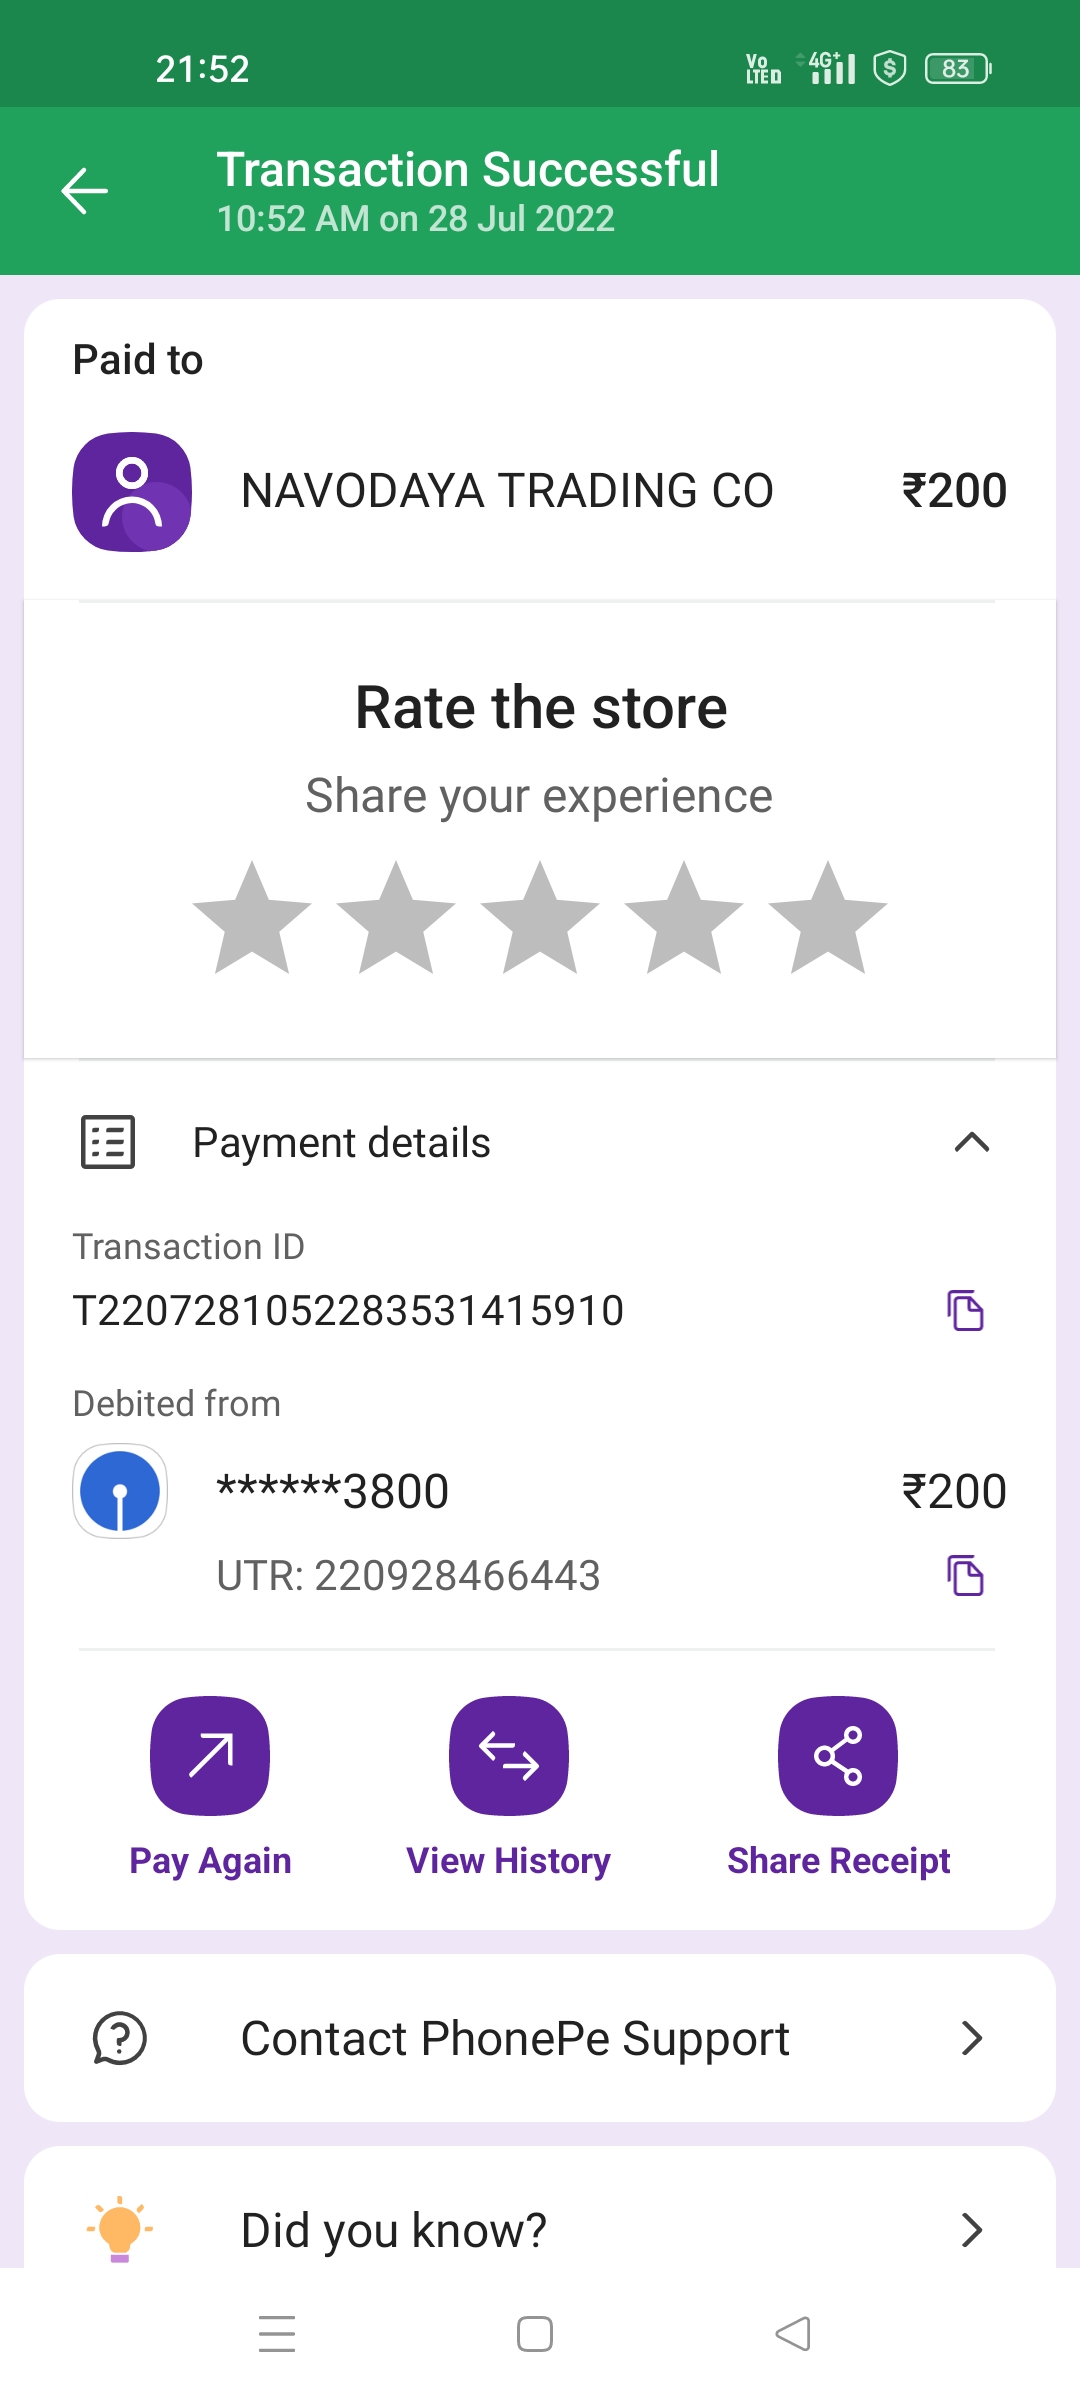 21:52
Vo LTE 4G+ 83
Transaction Successful
10:52 AM on 28 Jul 2022
Paid to
NAVODAYA TRADING CO ₹200
Rate the store
Share your experience
Payment details
Transaction ID
T2207281052283531415910
Debited from
******3800 ₹200
UTR: 220928466443
Pay Again View History Share Receipt
Contact PhonePe Support
Did you know?